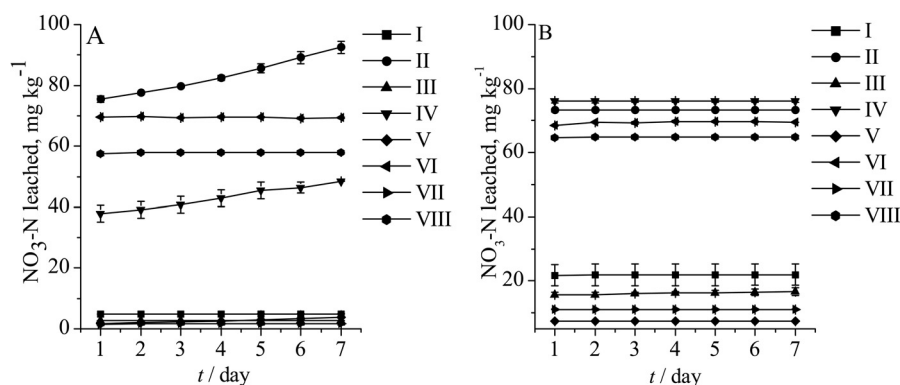 A
NO3-N leached, mg kg-1
100
80
60
40
20
0
1 2 3 4 5 6 7
t / day
I
II
III
IV
V
VI
VII
VIII
B
NO3-N leached, mg kg-1
100
80
60
40
20
1 2 3 4 5 6 7
t / day
I
II
III
IV
V
VI
VII
VIII